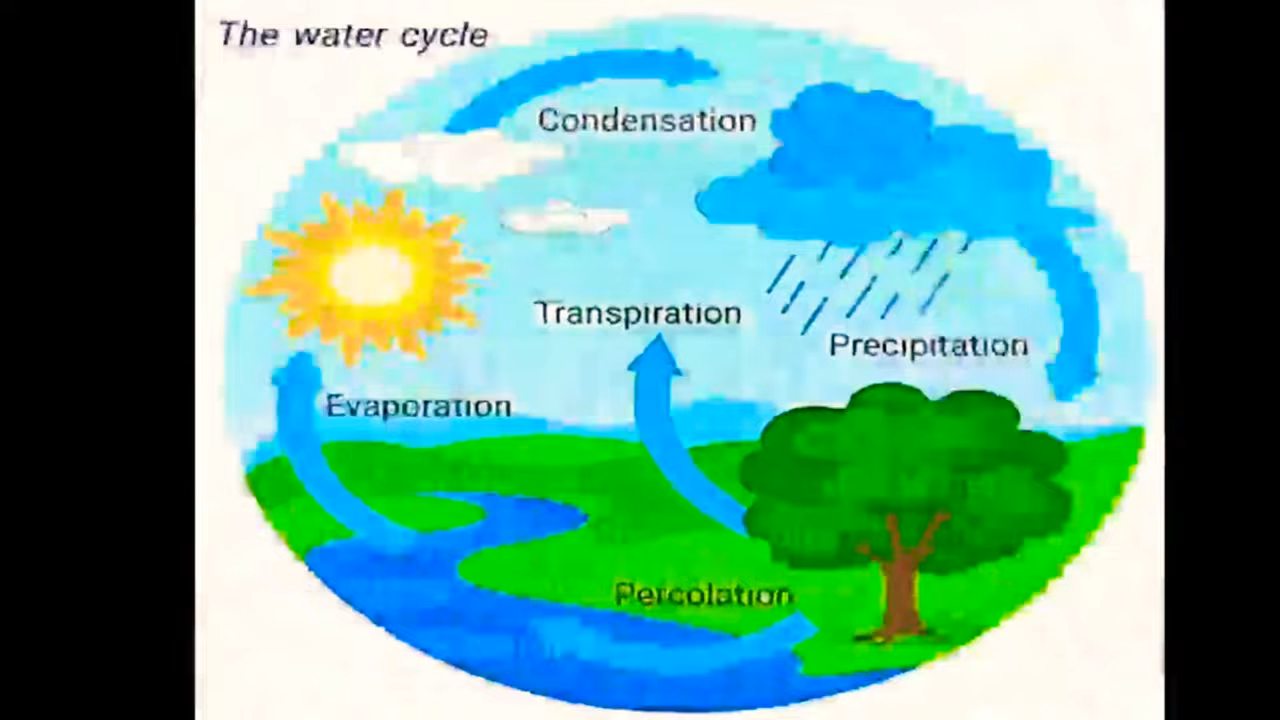 The water cycle
Condensation
Transpiration
Precipitation
Evaporation
Percolation